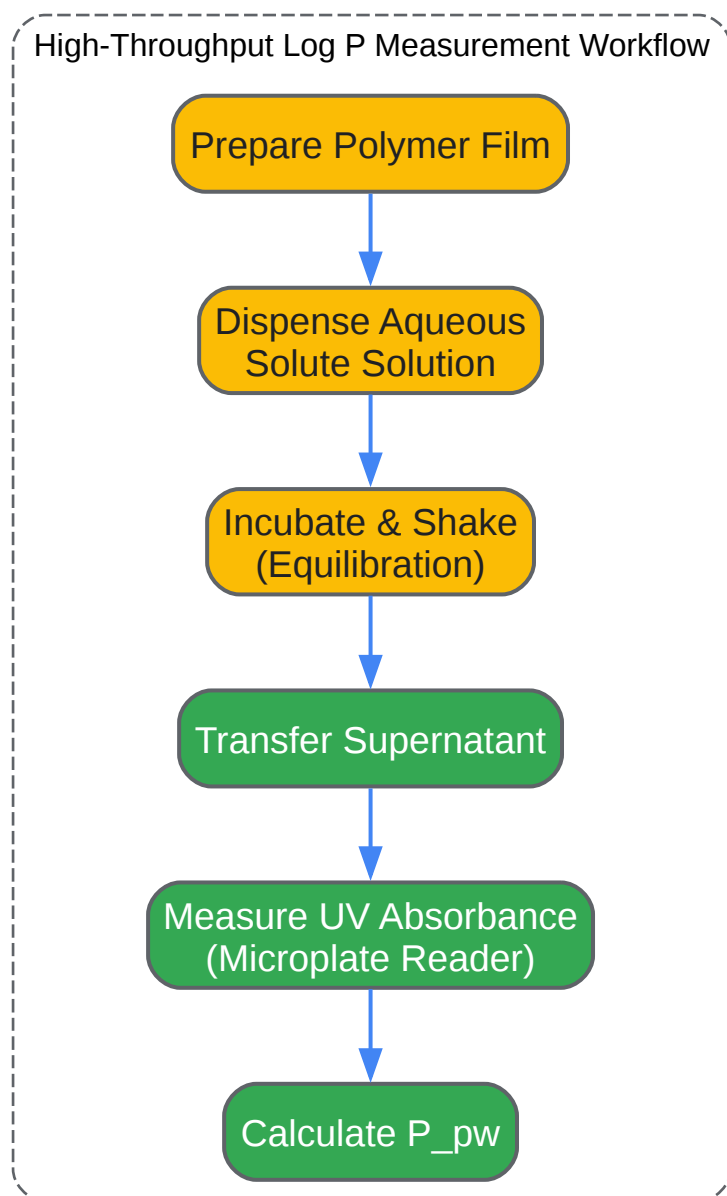 High-Throughput Log P Measurement Workflow
Prepare Polymer Film
Dispense Aqueous
Solute Solution
Incubate & Shake
(Equilibration)
Transfer Supernatant
Measure UV Absorbance
(Microplate Reader)
Calculate P_pw